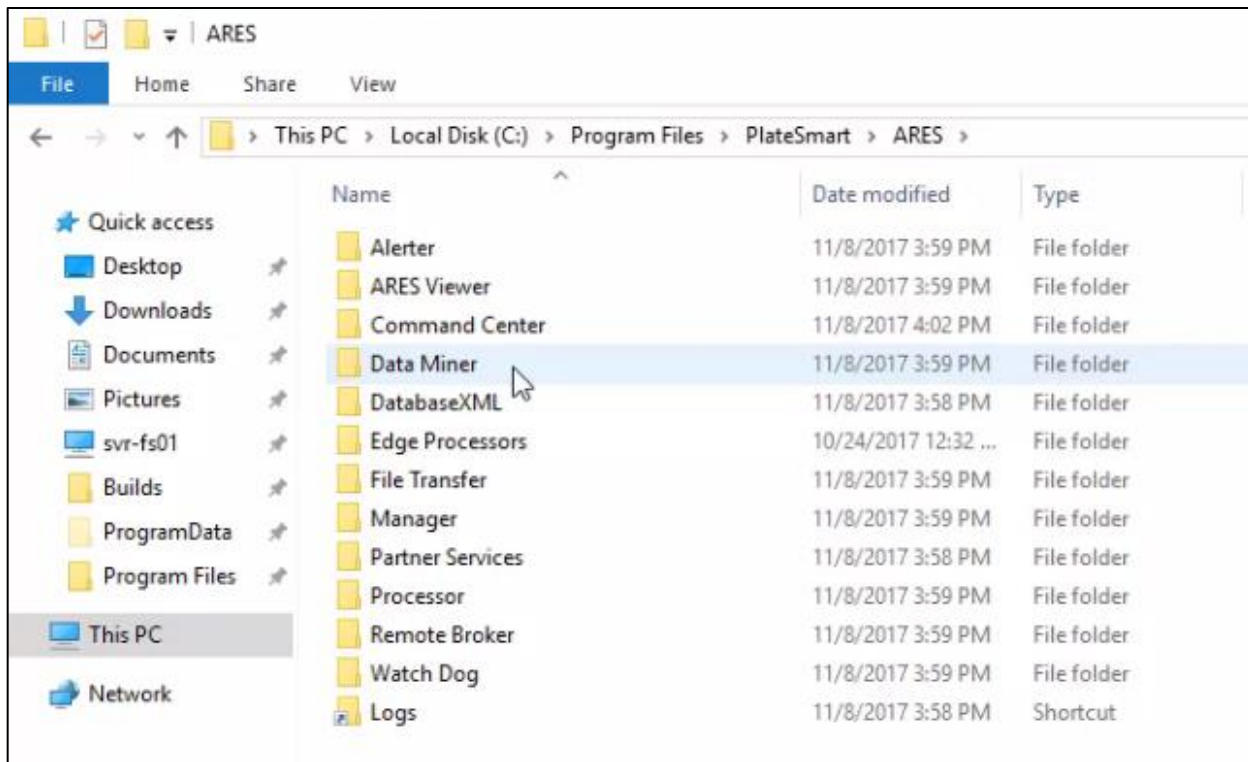 ARES
File Home Share View
This PC > Local Disk (C:) > Program Files > PlateSmart > ARES >
Name Date modified Type
Quick access
Desktop
Downloads
Documents
Pictures
svr-fs01
Builds
ProgramData
Program Files
This PC
Network
Alerter 11/8/2017 3:59 PM File folder
ARES Viewer 11/8/2017 3:59 PM File folder
Command Center 11/8/2017 4:02 PM File folder
Data Miner 11/8/2017 3:59 PM File folder
DatabaseXML 11/8/2017 3:58 PM File folder
Edge Processors 10/24/2017 12:32 ... File folder
File Transfer 11/8/2017 3:59 PM File folder
Manager 11/8/2017 3:59 PM File folder
Partner Services 11/8/2017 3:58 PM File folder
Processor 11/8/2017 3:59 PM File folder
Remote Broker 11/8/2017 3:59 PM File folder
Watch Dog 11/8/2017 3:59 PM File folder
Logs 11/8/2017 3:58 PM Shortcut